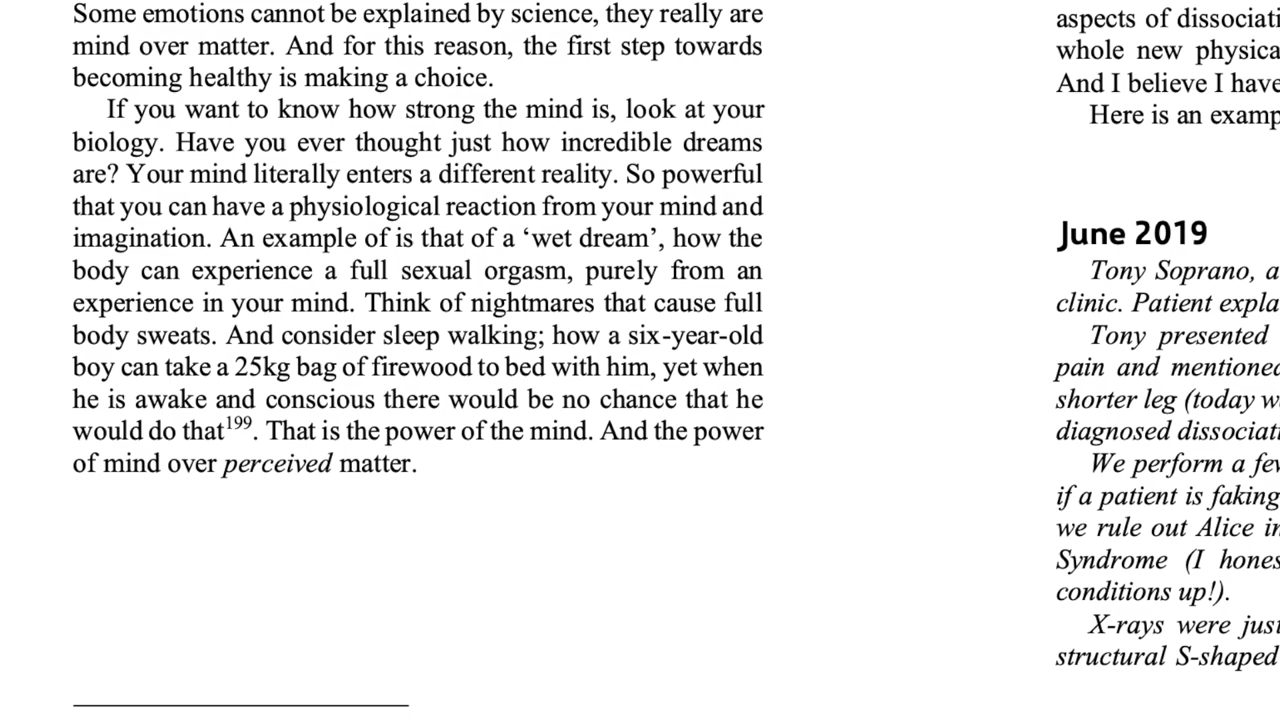 Some emotions cannot be explained by science, they really are
mind over matter. And for this reason, the first step towards
becoming healthy is making a choice.
If you want to know how strong the mind is, look at your
biology. Have you ever thought just how incredible dreams
are? Your mind literally enters a different reality. So powerful
that you can have a physiological reaction from your mind and
imagination. An example of is that of a ‘wet dream’, how the
body can experience a full sexual orgasm, purely from an
experience in your mind. Think of nightmares that cause full
body sweats. And consider sleep walking; how a six-year-old
boy can take a 25kg bag of firewood to bed with him, yet when
he is awake and conscious there would be no chance that he
would do that199. That is the power of the mind. And the power
of mind over perceived matter.
aspects of dissociati
whole new physica
And I believe I have
Here is an examp
June 2019
Tony Soprano, a
clinic. Patient expla
Tony presented
pain and mentioned
shorter leg (today w
diagnosed dissociati
We perform a few
if a patient is faking
we rule out Alice in
Syndrome (I hones
conditions up!).
X-rays were just
structural S-shaped